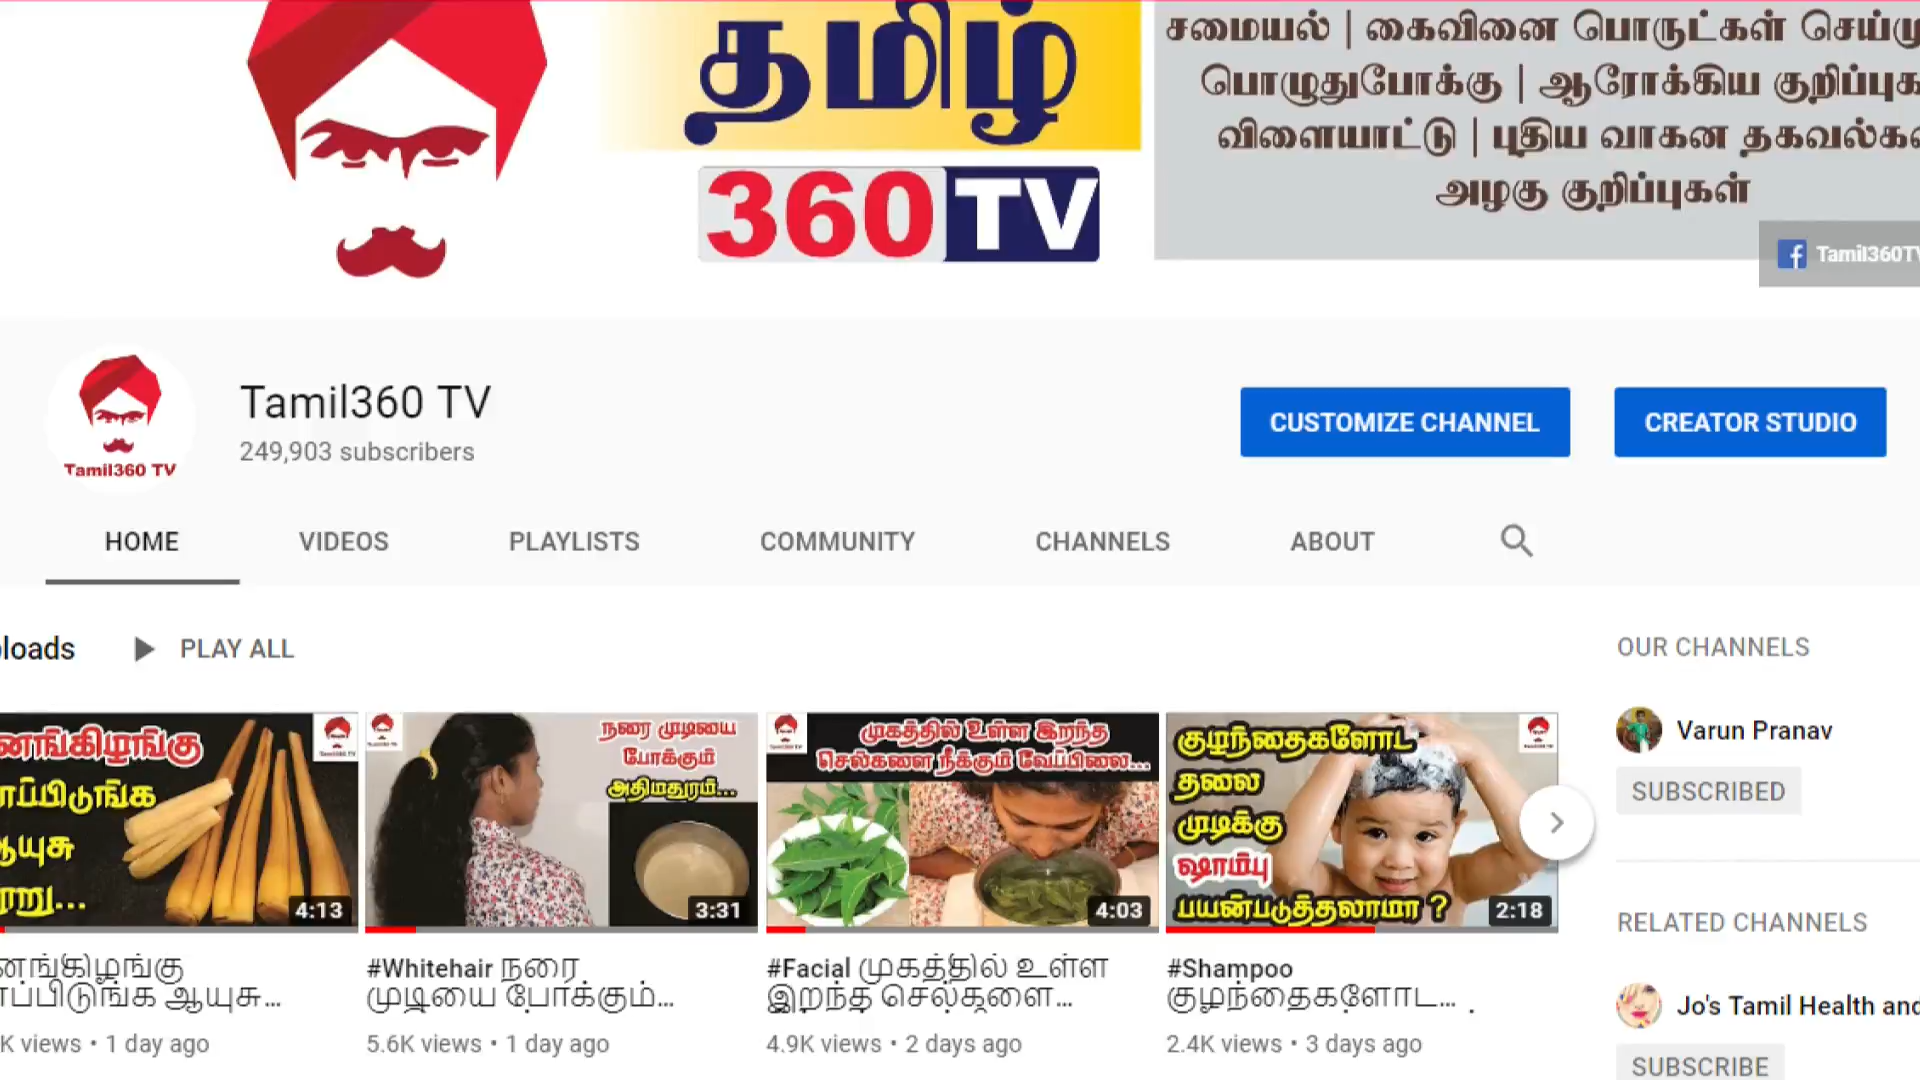 தமிழ்
360 TV
சமையல் | கைவினை பொருட்கள்
பொழுதுபோக்கு | ஆரோக்கிய
விளையாட்டு | புதிய வாகன
அழகு குறிப்புகள்
Tamil360TV
Tamil360 TV
Tamil360 TV
249,903 subscribers
CUSTOMIZE CHANNEL
CREATOR STUDIO
HOME VIDEOS PLAYLISTS COMMUNITY CHANNELS ABOUT
PLAY ALL
ஆயுசு
4:13
நரை முடியை
போக்கும்
அதிமதுரம்...
3:31
முகத்தில் உள்ள இறந்த
செல்களை நீக்கும் வேப்பிலை...
4:03
குழந்தைகளோட
தலை
முடிக்கு
ஷாம்பு
பயன்படுத்தலாமா ?
2:18
ஆயுசு...
K views • 1 day ago
#Whitehair நரை
முடியை போக்கும்...
5.6K views • 1 day ago
#Facial முகத்தில் உள்ள
இறந்த செல்களை...
4.9K views • 2 days ago
#Shampoo
குழந்தைகளோட...
2.4K views • 3 days ago
OUR CHANNELS
Varun Pranav
SUBSCRIBED
RELATED CHANNELS
Jo's Tamil Health and
SUBSCRIBE